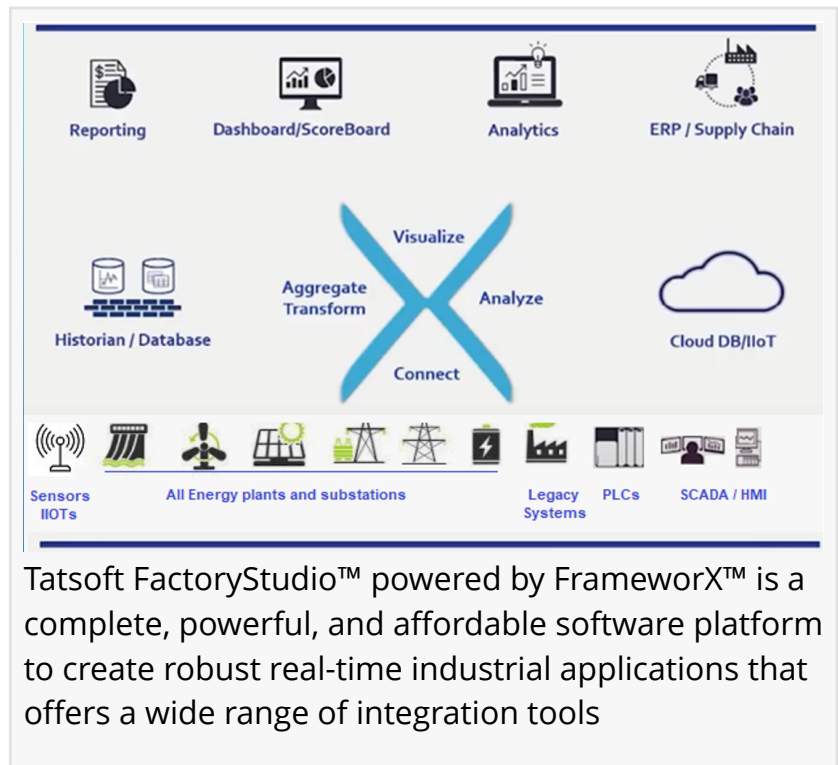 Reporting
Dashboard/ScoreBoard
Analytics
ERP / Supply Chain
Visualize
Aggregate
Transform
Analyze
Connect
Historian / Database
Cloud DB/IIoT
Sensors
IIOTs
All Energy plants and substations
Legacy
Systems
PLCs
SCADA / HMI
Tatsoft FactoryStudio™ powered by FrameworX™ is a
complete, powerful, and affordable software platform
to create robust real-time industrial applications that
offers a wide range of integration tools